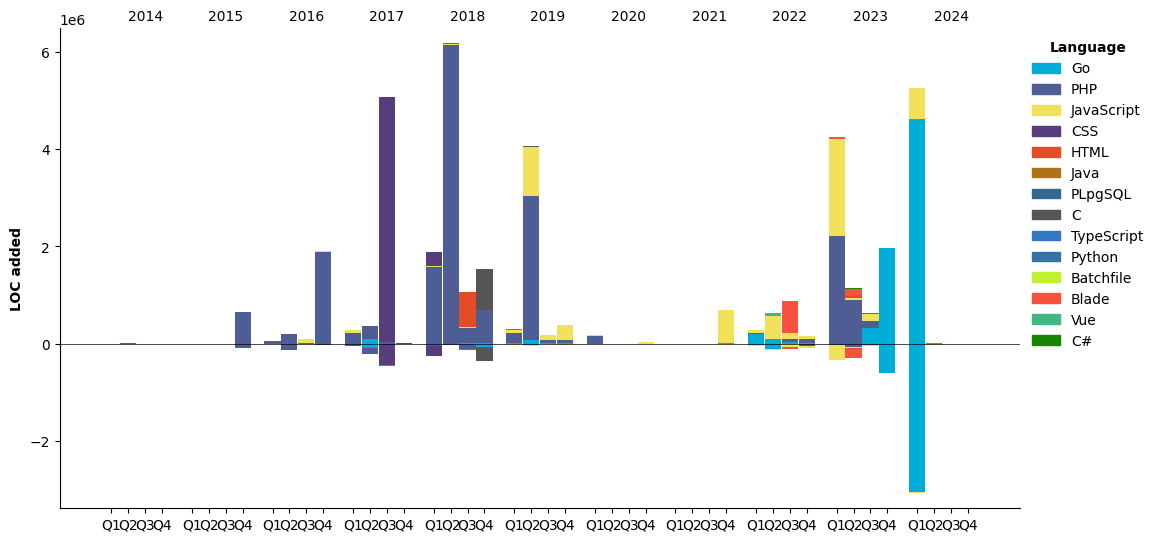 1e6
2014 2015 2016 2017 2018 2019 2020 2021 2022 2023 2024
LOC added
6
4
2
0
−2
Q1Q2Q3Q4 Q1Q2Q3Q4 Q1Q2Q3Q4 Q1Q2Q3Q4 Q1Q2Q3Q4 Q1Q2Q3Q4 Q1Q2Q3Q4 Q1Q2Q3Q4 Q1Q2Q3Q4 Q1Q2Q3Q4 Q1Q2Q3Q4
Language
Go
PHP
JavaScript
CSS
HTML
Java
PLpgSQL
C
TypeScript
Python
Batchfile
Blade
Vue
C#